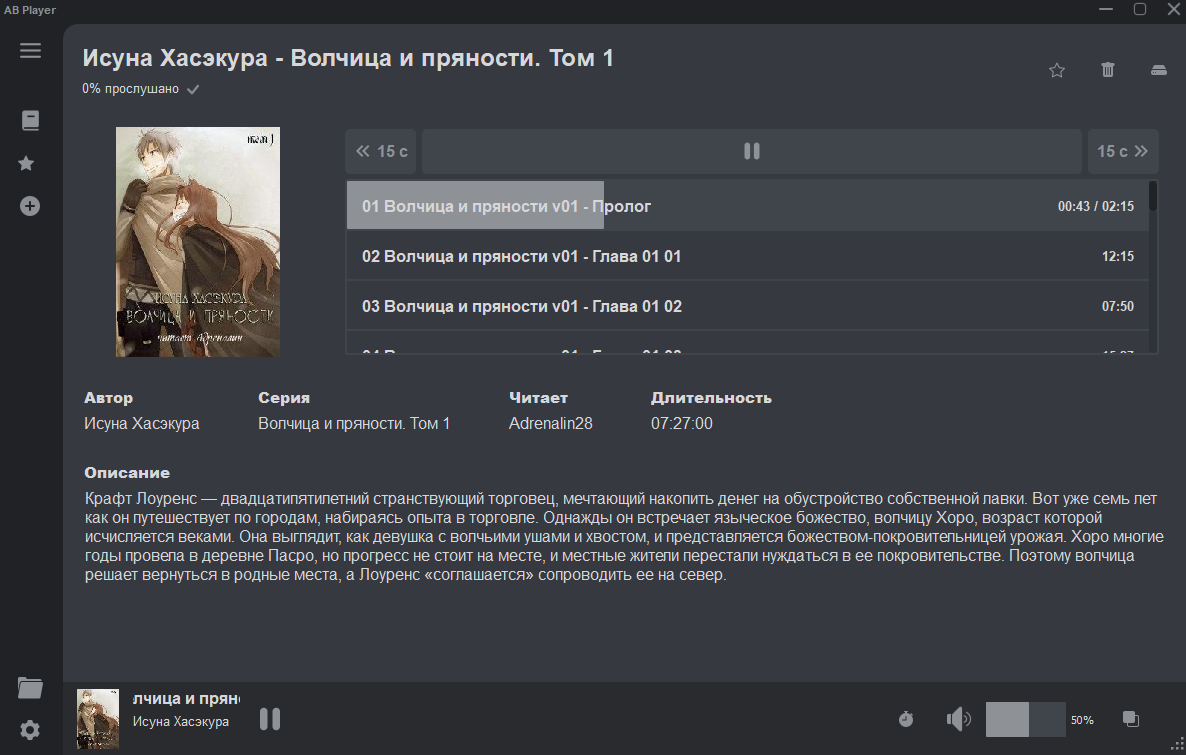 AB Player
Исуна Хасэкура - Волчица и пряности. Том 1
0% прослушано
ИСУНА ХАСЭКУРА
ВОЛЧИЦА И ПРЯНОСТИ
читает Адреналин
15 с
15 с
01 Волчица и пряности v01 - Пролог
00:43 / 02:15
02 Волчица и пряности v01 - Глава 01 01
12:15
03 Волчица и пряности v01 - Глава 01 02
07:50
Автор
Серия
Читает
Длительность
Исуна Хасэкура
Волчица и пряности. Том 1
Adrenalin28
07:27:00
Описание
Крафт Лоуренс — двадцатипятилетний странствующий торговец, мечтающий накопить денег на обустройство собственной лавки. Вот уже семь лет
как он путешествует по городам, набираясь опыта в торговле. Однажды он встречает языческое божество, волчицу Хоро, возраст которой
исчисляется веками. Она выглядит, как девушка с волчьими ушами и хвостом, и представляется божеством-покровительницей урожая. Хоро многие
годы провела в деревне Пасро, но прогресс не стоит на месте, и местные жители перестали нуждаться в ее покровительстве. Поэтому волчица
решает вернуться в родные места, а Лоуренс «соглашается» сопроводить ее на север.
лчица и прян
Исуна Хасэкура
50%